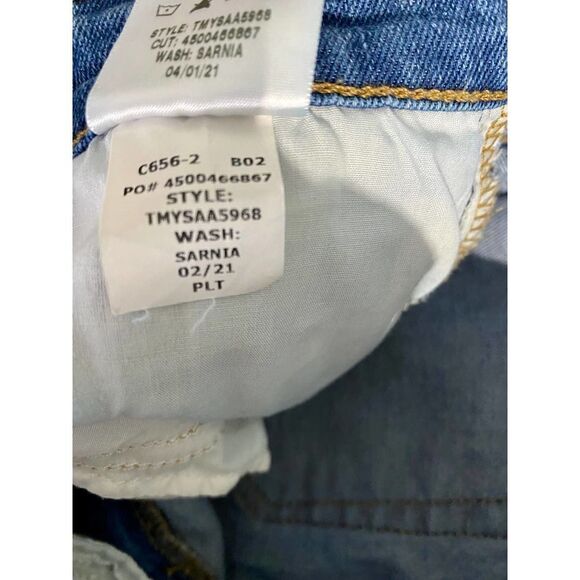 STYLE: TMYSAA5968
CUT: 4500466867
WASH: SARNIA
04/01/21
C656-2 B02
PO# 4500466867
STYLE:
TMYSAA5968
WASH:
SARNIA
02/21
PLT